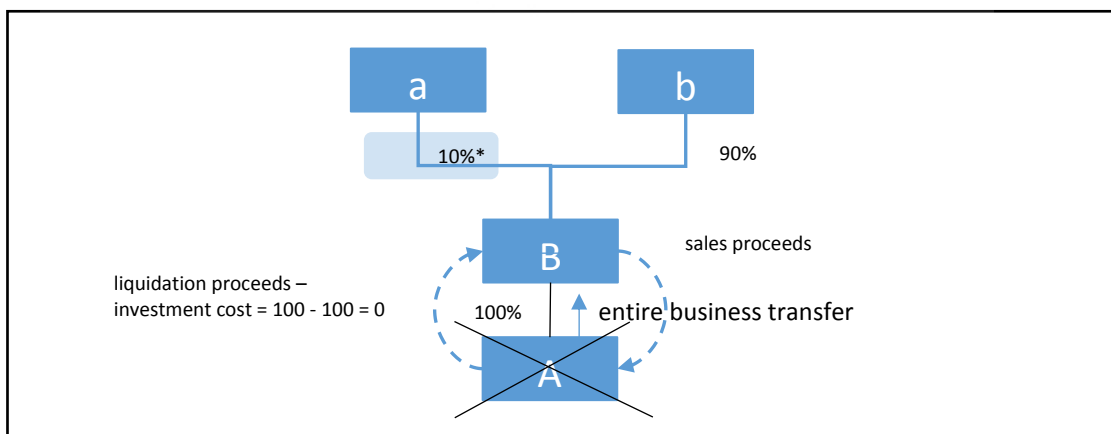 a
b
10%*
90%
B
sales proceeds
liquidation proceeds –
investment cost = 100 - 100 = 0
100%
entire business transfer
A